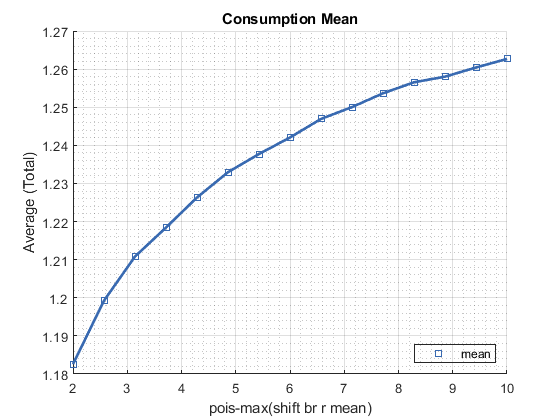 Consumption Mean
1.27
1.26
1.25
1.24
1.23
1.22
1.21
1.2
1.19
1.18
Average (Total)
2 3 4 5 6 7 8 9 10
pois-max(shift br r mean)
mean